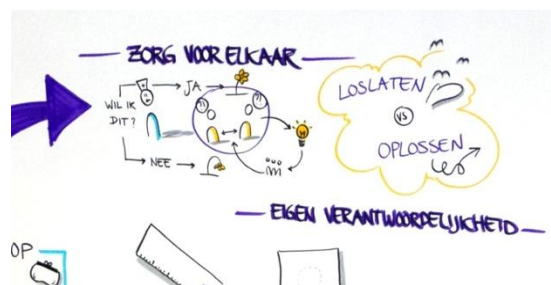 ZORG VOOR ELKAAR
WIL IK
DIT?
JA
NEE
LOSLATEN
VS
OPLOSSEN
EIGEN VERANTWOORDELIJKHEID
OP